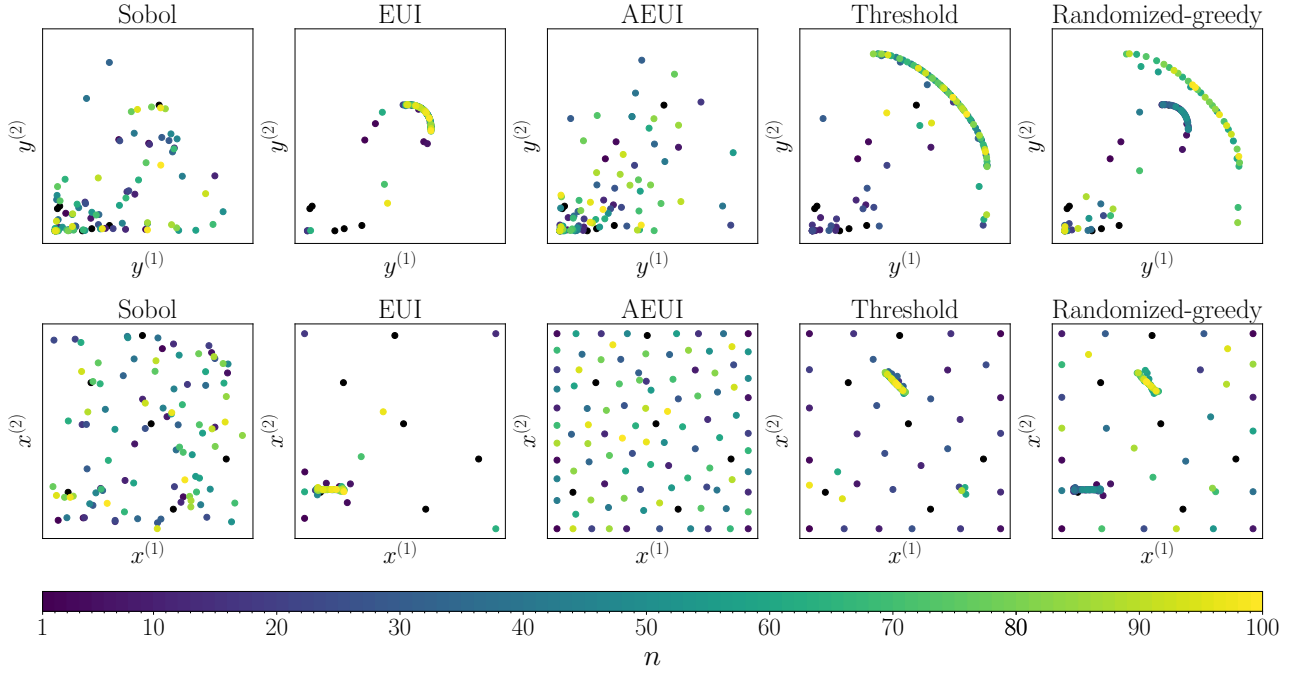 Sobol EUI AEUI Threshold Randomized-greedy
y^{(2)} y^{(2)} y^{(2)} y^{(2)} y^{(2)}
y^{(1)} y^{(1)} y^{(1)} y^{(1)} y^{(1)}
Sobol EUI AEUI Threshold Randomized-greedy
x^{(2)} x^{(2)} x^{(2)} x^{(2)} x^{(2)}
x^{(1)} x^{(1)} x^{(1)} x^{(1)} x^{(1)}
1 10 20 30 40 50 60 70 80 90 100
n